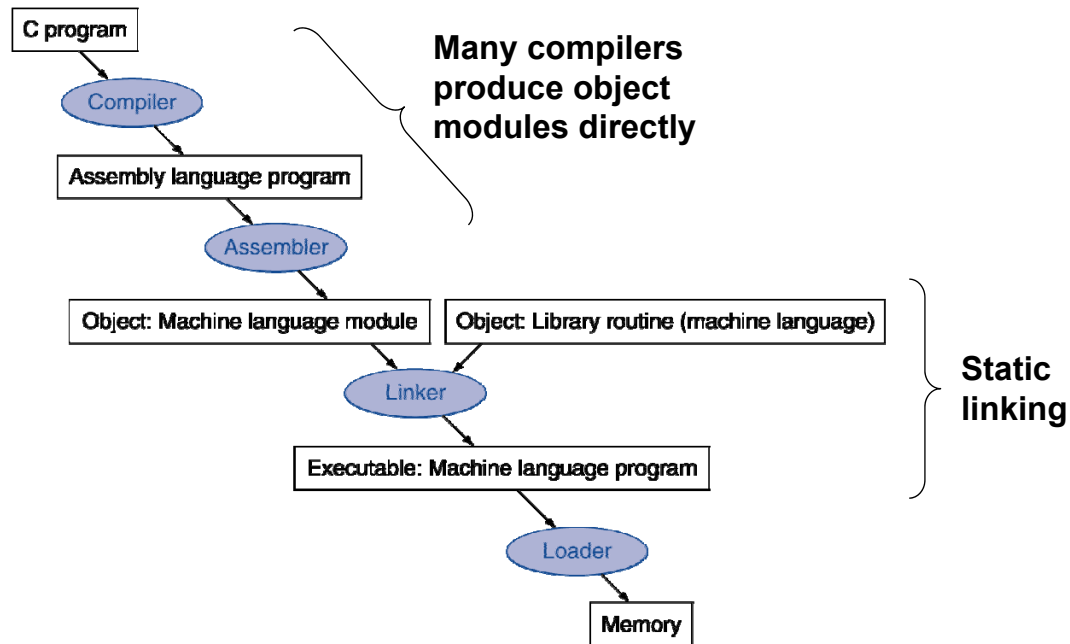 C program
Many compilers
produce object
modules directly
Compiler
Assembly language program
Assembler
Object: Machine language module
Object: Library routine (machine language)
Linker
Static
linking
Executable: Machine language program
Loader
Memory